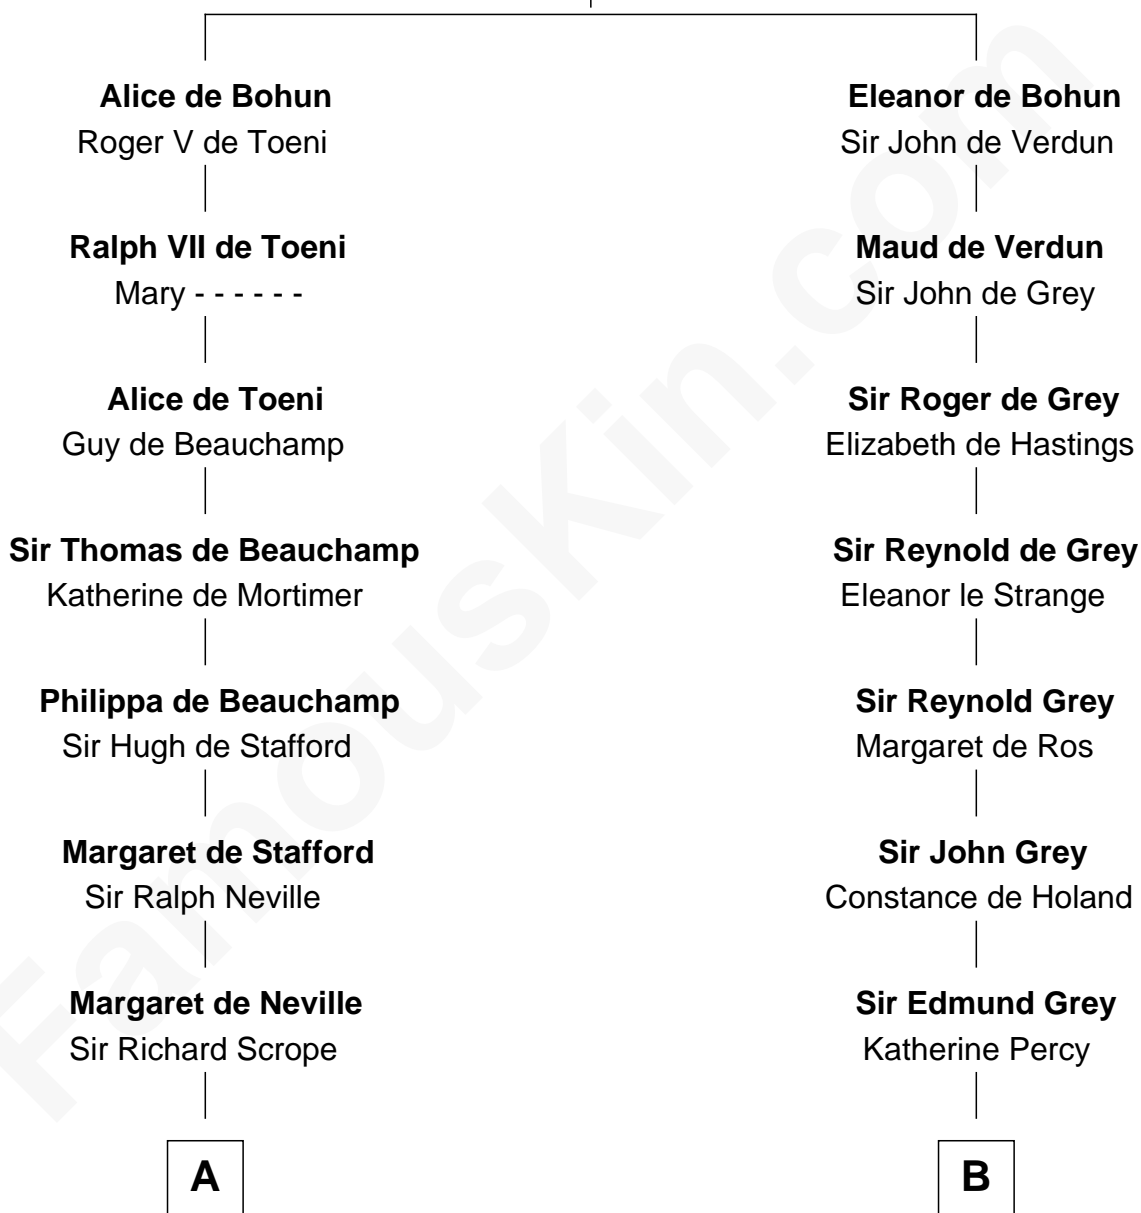 Alice de Bohun
Roger V de Toeni
Ralph VII de Toeni
Mary - - - - - -
Alice de Toeni
Guy de Beauchamp
Sir Thomas de Beauchamp
Katherine de Mortimer
Philippa de Beauchamp
Sir Hugh de Stafford
Margaret de Stafford
Sir Ralph Neville
Margaret de Neville
Sir Richard Scrope
A
Eleanor de Bohun
Sir John de Verdun
Maud de Verdun
Sir John de Grey
Sir Roger de Grey
Elizabeth de Hastings
Sir Reynold de Grey
Eleanor le Strange
Sir Reynold Grey
Margaret de Ros
Sir John Grey
Constance de Holand
Sir Edmund Grey
Katherine Percy
B
FamousKin.com